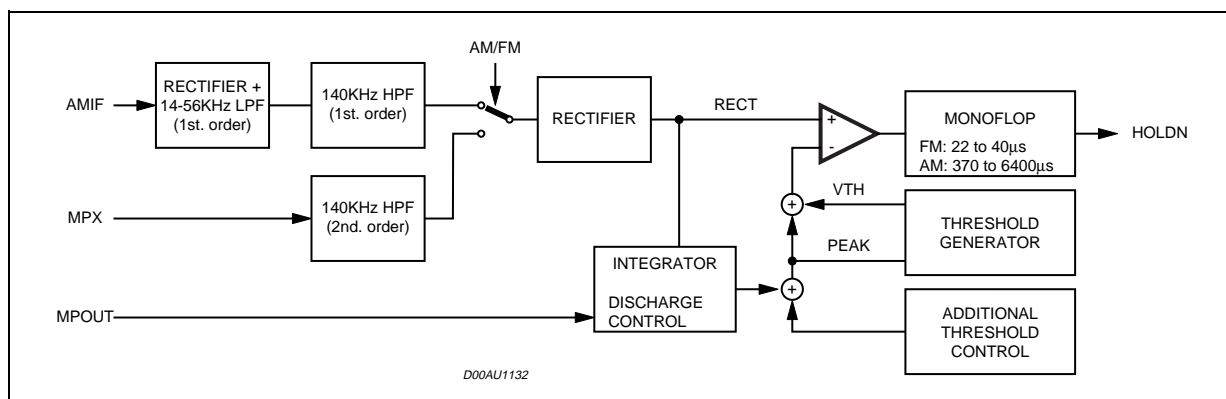 AM/FM
AMIF
RECTIFIER +
14-56KHz LPF
(1st. order)
140KHz HPF
(1st. order)
RECTIFIER
RECT
+
-
MONOFLOP
FM: 22 to 40µs
AM: 370 to 6400µs
HOLDN
MPX
140KHz HPF
(2nd. order)
+
VTH
THRESHOLD
GENERATOR
PEAK
INTEGRATOR
DISCHARGE
CONTROL
+
MPOUT
ADDITIONAL
THRESHOLD
CONTROL
D00AU1132